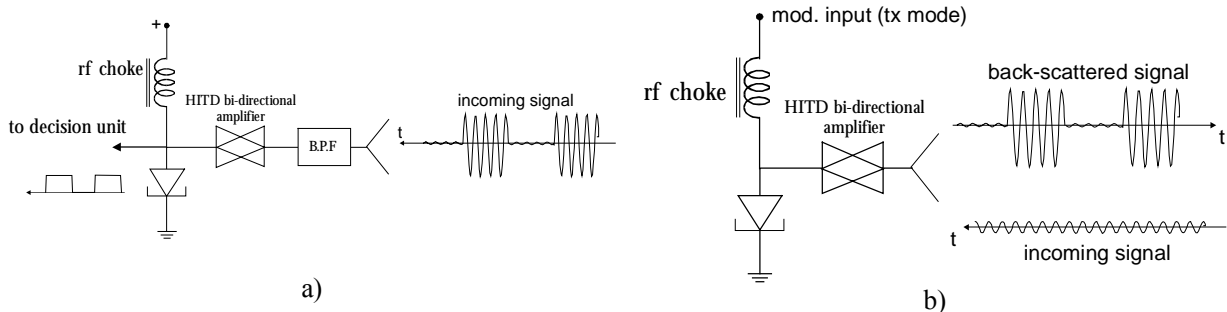 +
rf choke
HITD bi-directional
amplifier
to decision unit
B.P.F
incoming signal
t
a)
mod. input (tx mode)
rf choke
HITD bi-directional
amplifier
back-scattered signal
t
t
incoming signal
b)